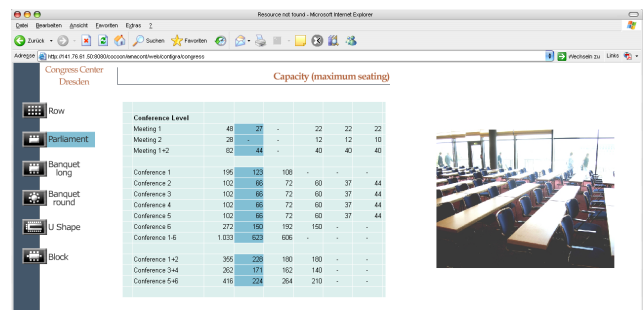 Resource not found - Microsoft Internet Explorer
Datei Bearbeiten Ansicht Favoriten Extras ?
Zurück Suchen Favoriten
Adresse http://141.76.61.50:8080/cocoon/lemacont/web/contigra/congress Wechseln zu Links
Congress Center
Dresden
Capacity (maximum seating)
Row
Parliament
Banquet
long
Banquet
round
U Shape
Block
Conference Level
Meeting 1 48 27 - 22 22 22
Meeting 2 28 - - 12 12 10
Meeting 1+2 82 44 - 40 40 40
Conference 1 195 123 108 - - -
Conference 2 102 66 72 60 37 44
Conference 3 102 66 72 60 37 44
Conference 4 102 66 72 60 37 44
Conference 5 102 66 72 60 37 44
Conference 6 272 150 192 150 - -
Conference 1-6 1.033 623 606 - - -
Conference 1+2 355 228 180 180 - -
Conference 3+4 262 171 162 140 - -
Conference 5+6 416 224 264 210 - -